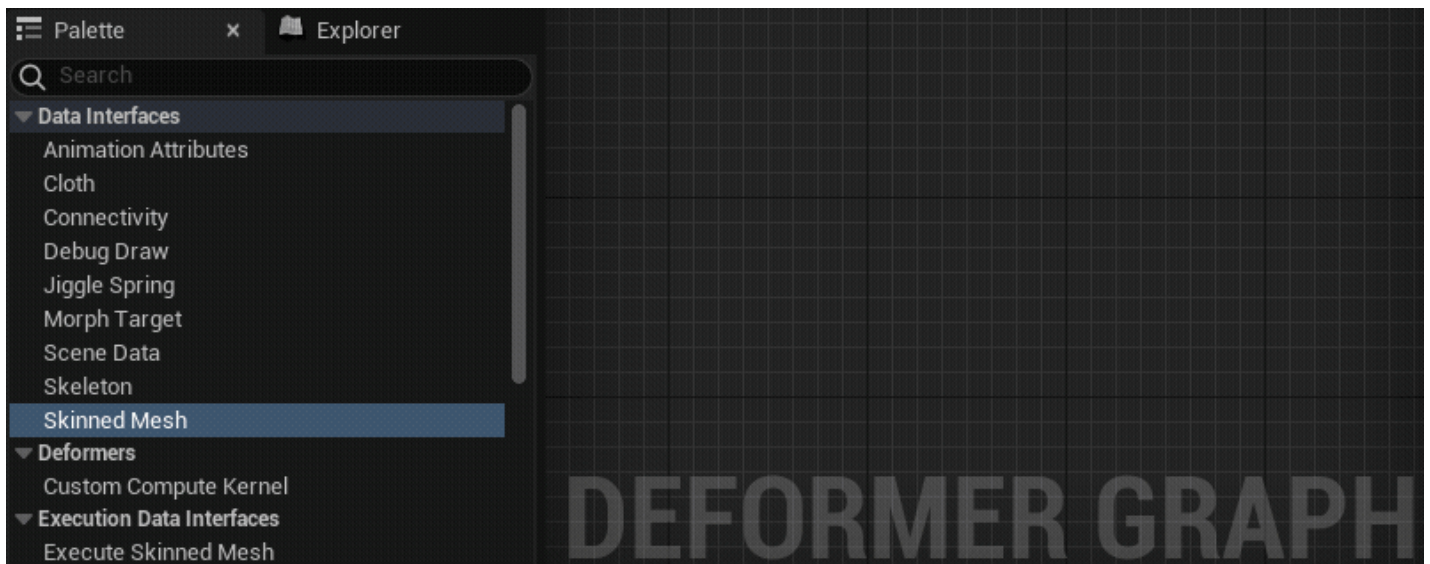 Palette
Explorer
Search
Data Interfaces
Animation Attributes
Cloth
Connectivity
Debug Draw
Jiggle Spring
Morph Target
Scene Data
Skeleton
Skinned Mesh
Deformers
Custom Compute Kernel
Execution Data Interfaces
Execute Skinned Mesh
DEFORMER GRAPH